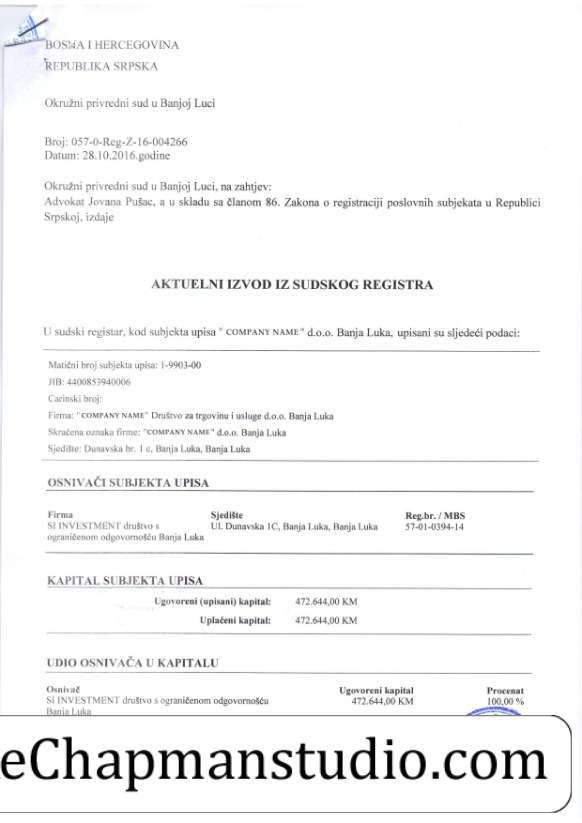 BOSNA I HERCEGOVINA
REPUBLIKA SRPSKA
Okružni privredni sud u Banjoj Luci
Broj: 057-0-Reg-Z-16-004266
Datum: 28.10.2016.godine
Okružni privredni sud u Banjoj Luci, na zahtjev:
Advokat Jovana Pušac, a u skladu sa članom 86. Zakona o registraciji poslovnih subjekata u Republici
Srpskoj, izdaje
AKTUELNI IZVOD IZ SUDSKOG REGISTRA
U sudski registar, kod subjekta upisa " COMPANY NAME " d.o.o. Banja Luka, upisani su sljedeći podaci:
Matični broj subjekta upisa: 1-9903-00
JIB: 4400853940006
Carinski broj:
Firma: "COMPANY NAME" Društvo za trgovinu i usluge d.o.o. Banja Luka
Skraćena oznaka firme: "COMPANY NAME" d.o.o. Banja Luka
Sjedište: Dunavska br. 1 c, Banja Luka, Banja Luka
OSNIVAČI SUBJEKTA UPISA
Firma Sjedište Reg.br. / MBS
SI INVESTMENT društvo s Ul. Dunavska 1C, Banja Luka, Banja Luka 57-01-0394-14
ograničenom odgovornošću Banja Luka
KAPITAL SUBJEKTA UPISA
Ugovoreni (upisani) kapital: 472.644,00 KM
Uplaćeni kapital: 472.644,00 KM
UDIO OSNIVAČA U KAPITALU
Osnivač Ugovoreni kapital Procenat
SI INVESTMENT društvo s ograničenom odgovornošću 472.644,00 KM 100,00 %
Banja Luka
eChapmanstudio.com